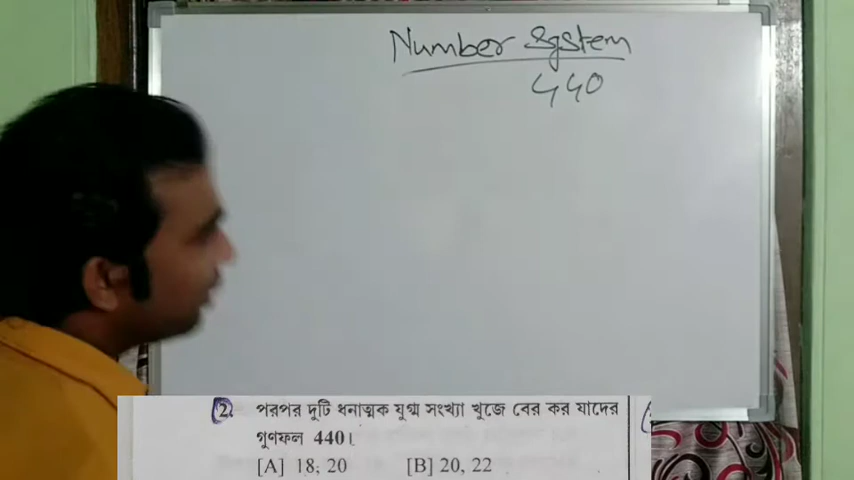 Number System
440
2. পরপর দুটি ধনাত্মক যুগ্ম সংখ্যা খুজে বের কর যাদের
গুণফল 440।
[A] 18, 20 [B] 20, 22